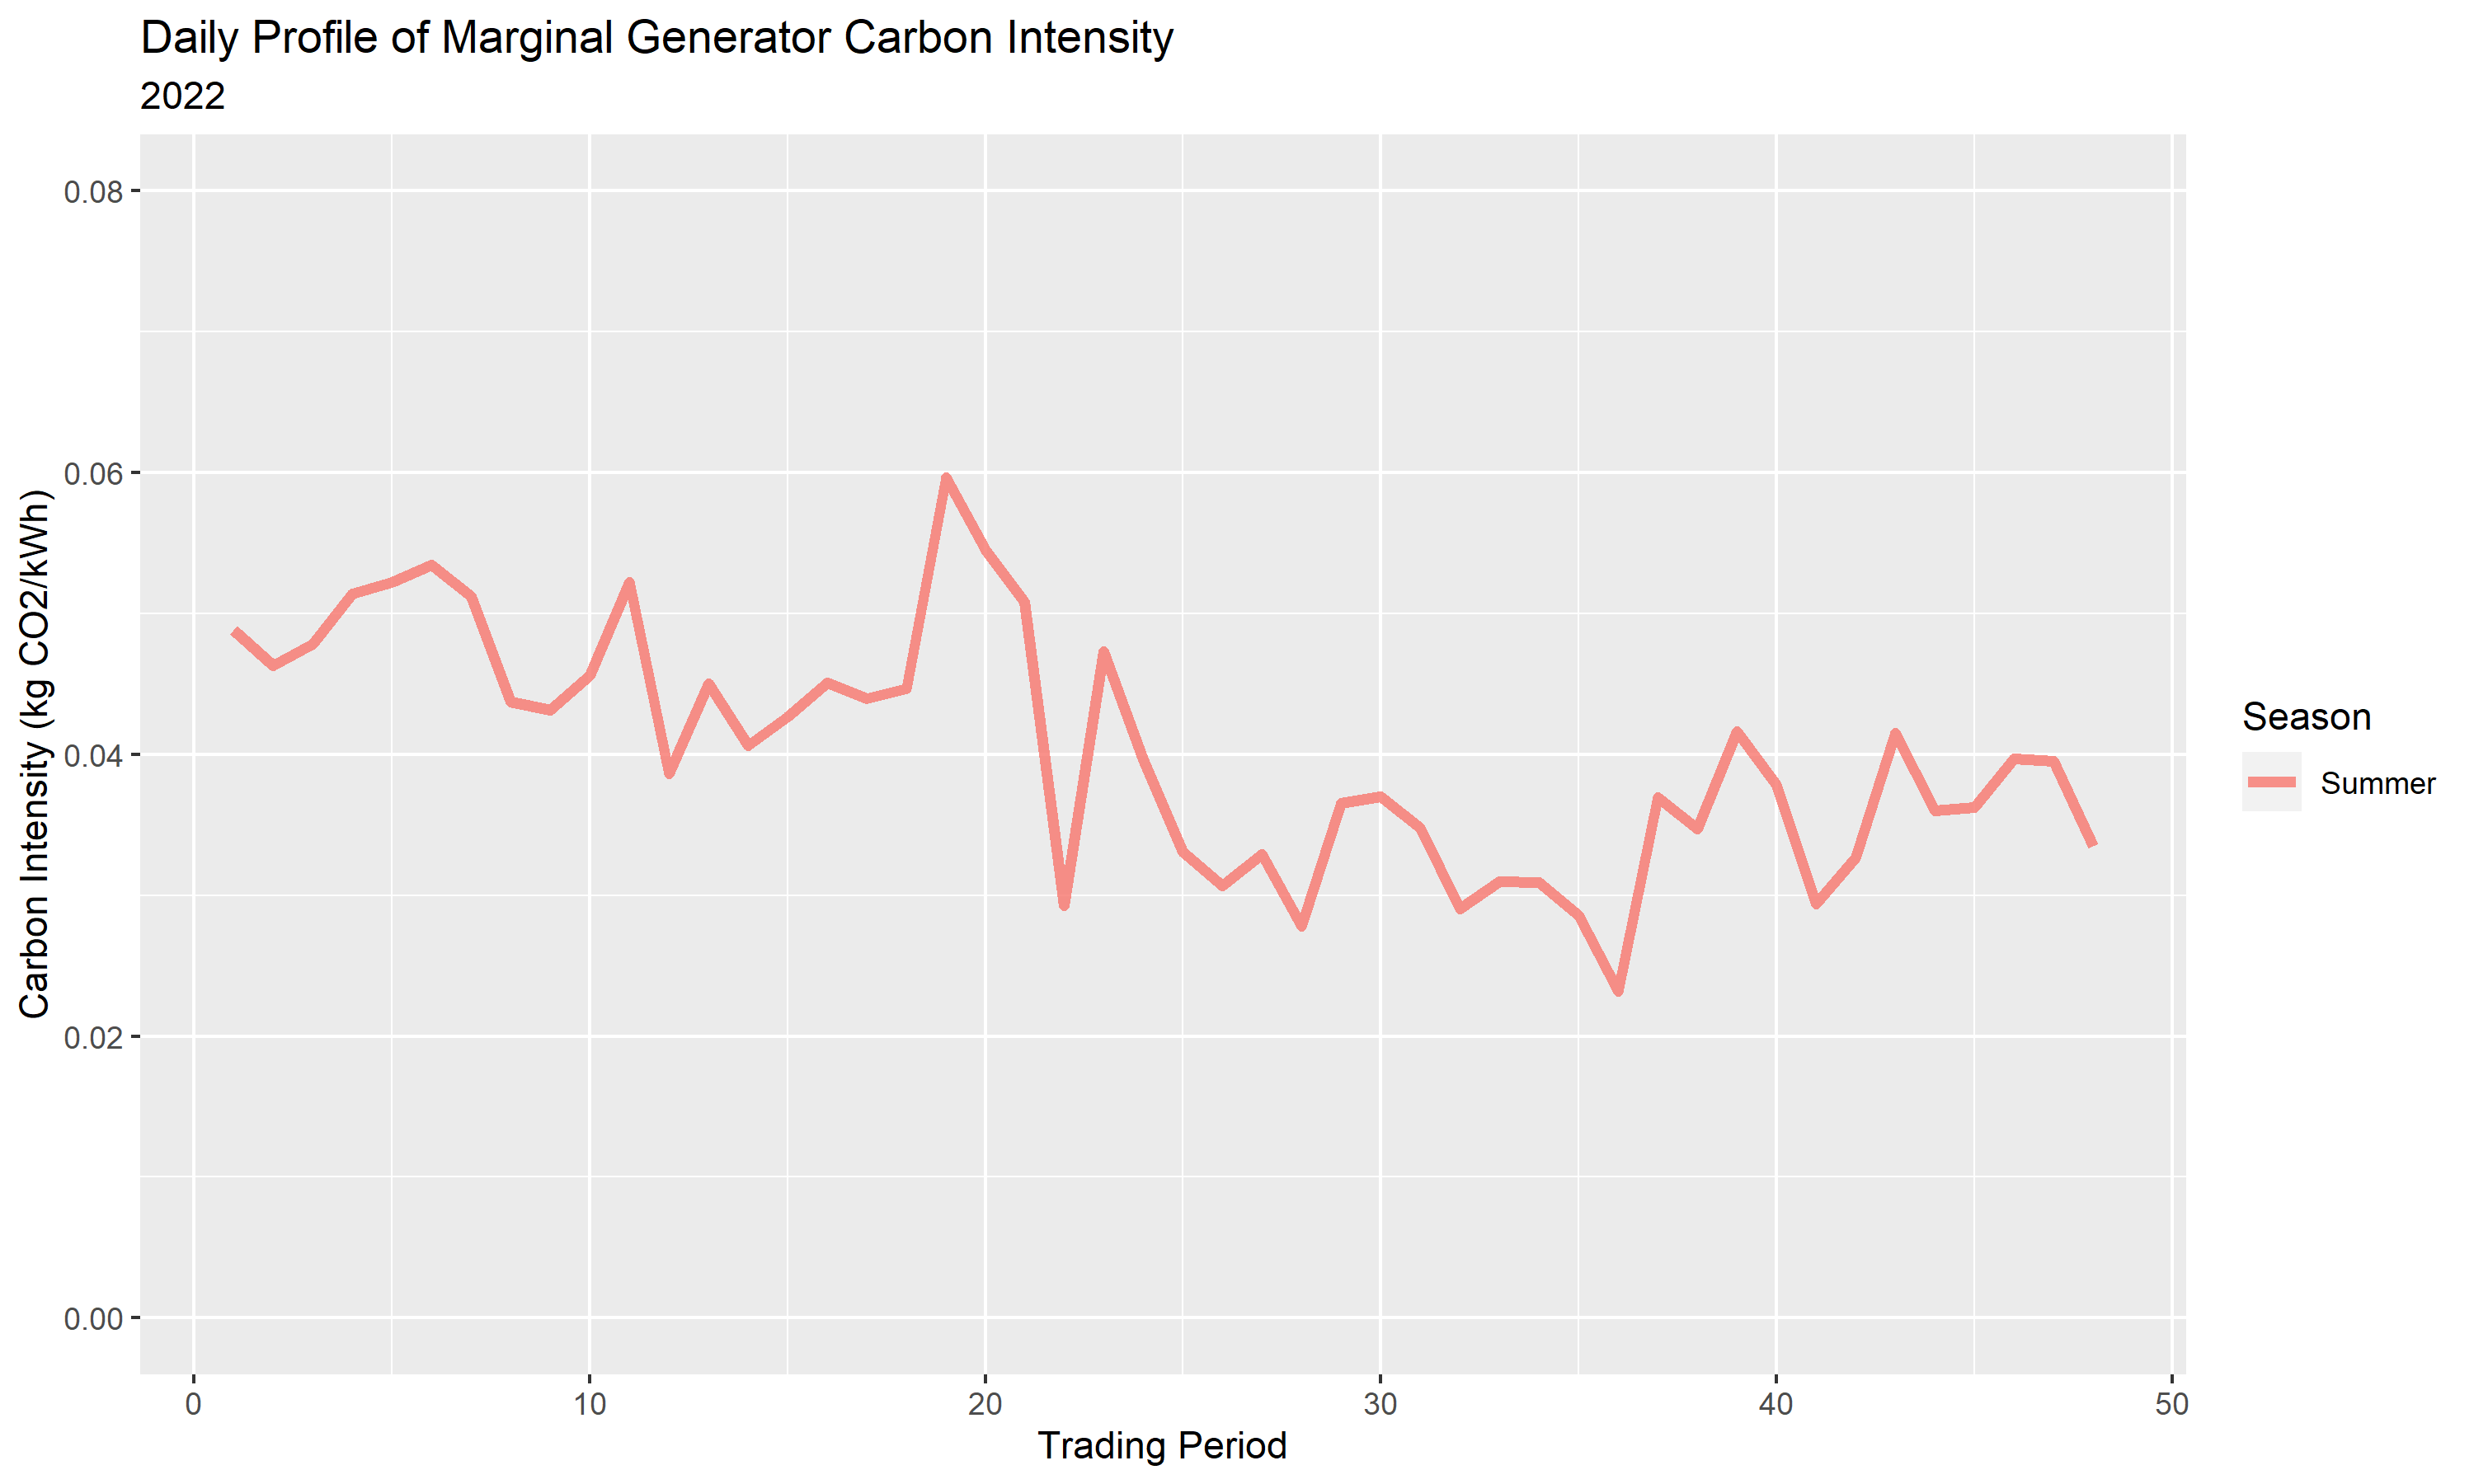 Daily Profile of Marginal Generator Carbon Intensity
2022
Carbon Intensity (kg CO2/kWh)
0.08
0.06
0.04
0.02
0.00
0
10
20
30
40
50
Trading Period
Season
Summer